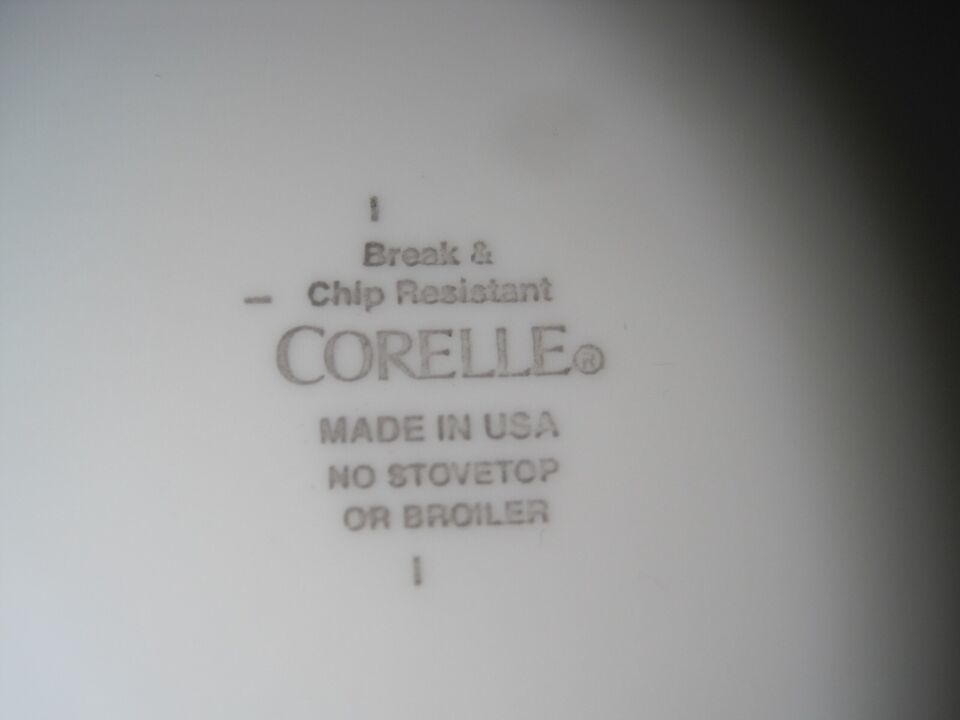 Break &
Chip Resistant
CORELLE®
MADE IN USA
NO STOVETOP
OR BROILER